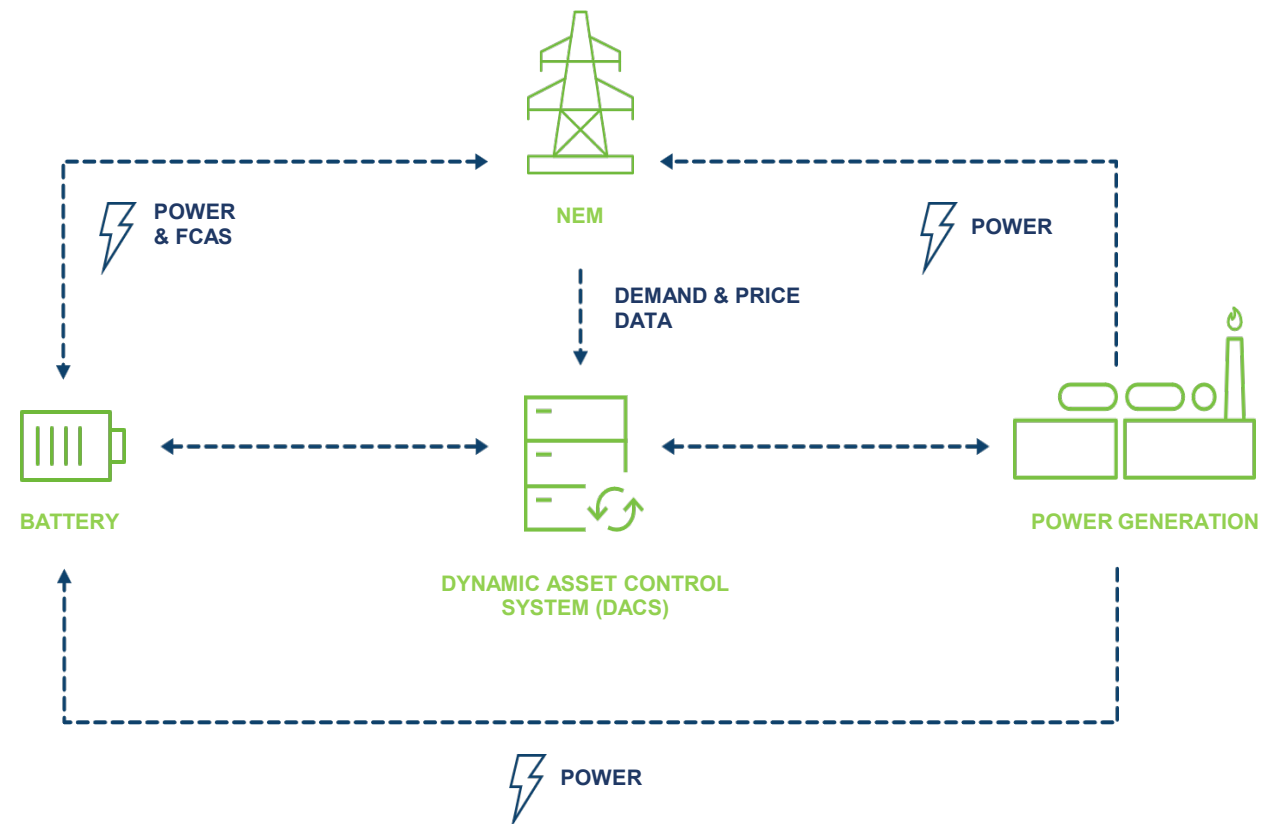 NEM
POWER
& FCAS
POWER
DEMAND & PRICE
DATA
BATTERY
POWER GENERATION
DYNAMIC ASSET CONTROL
SYSTEM (DACS)
POWER